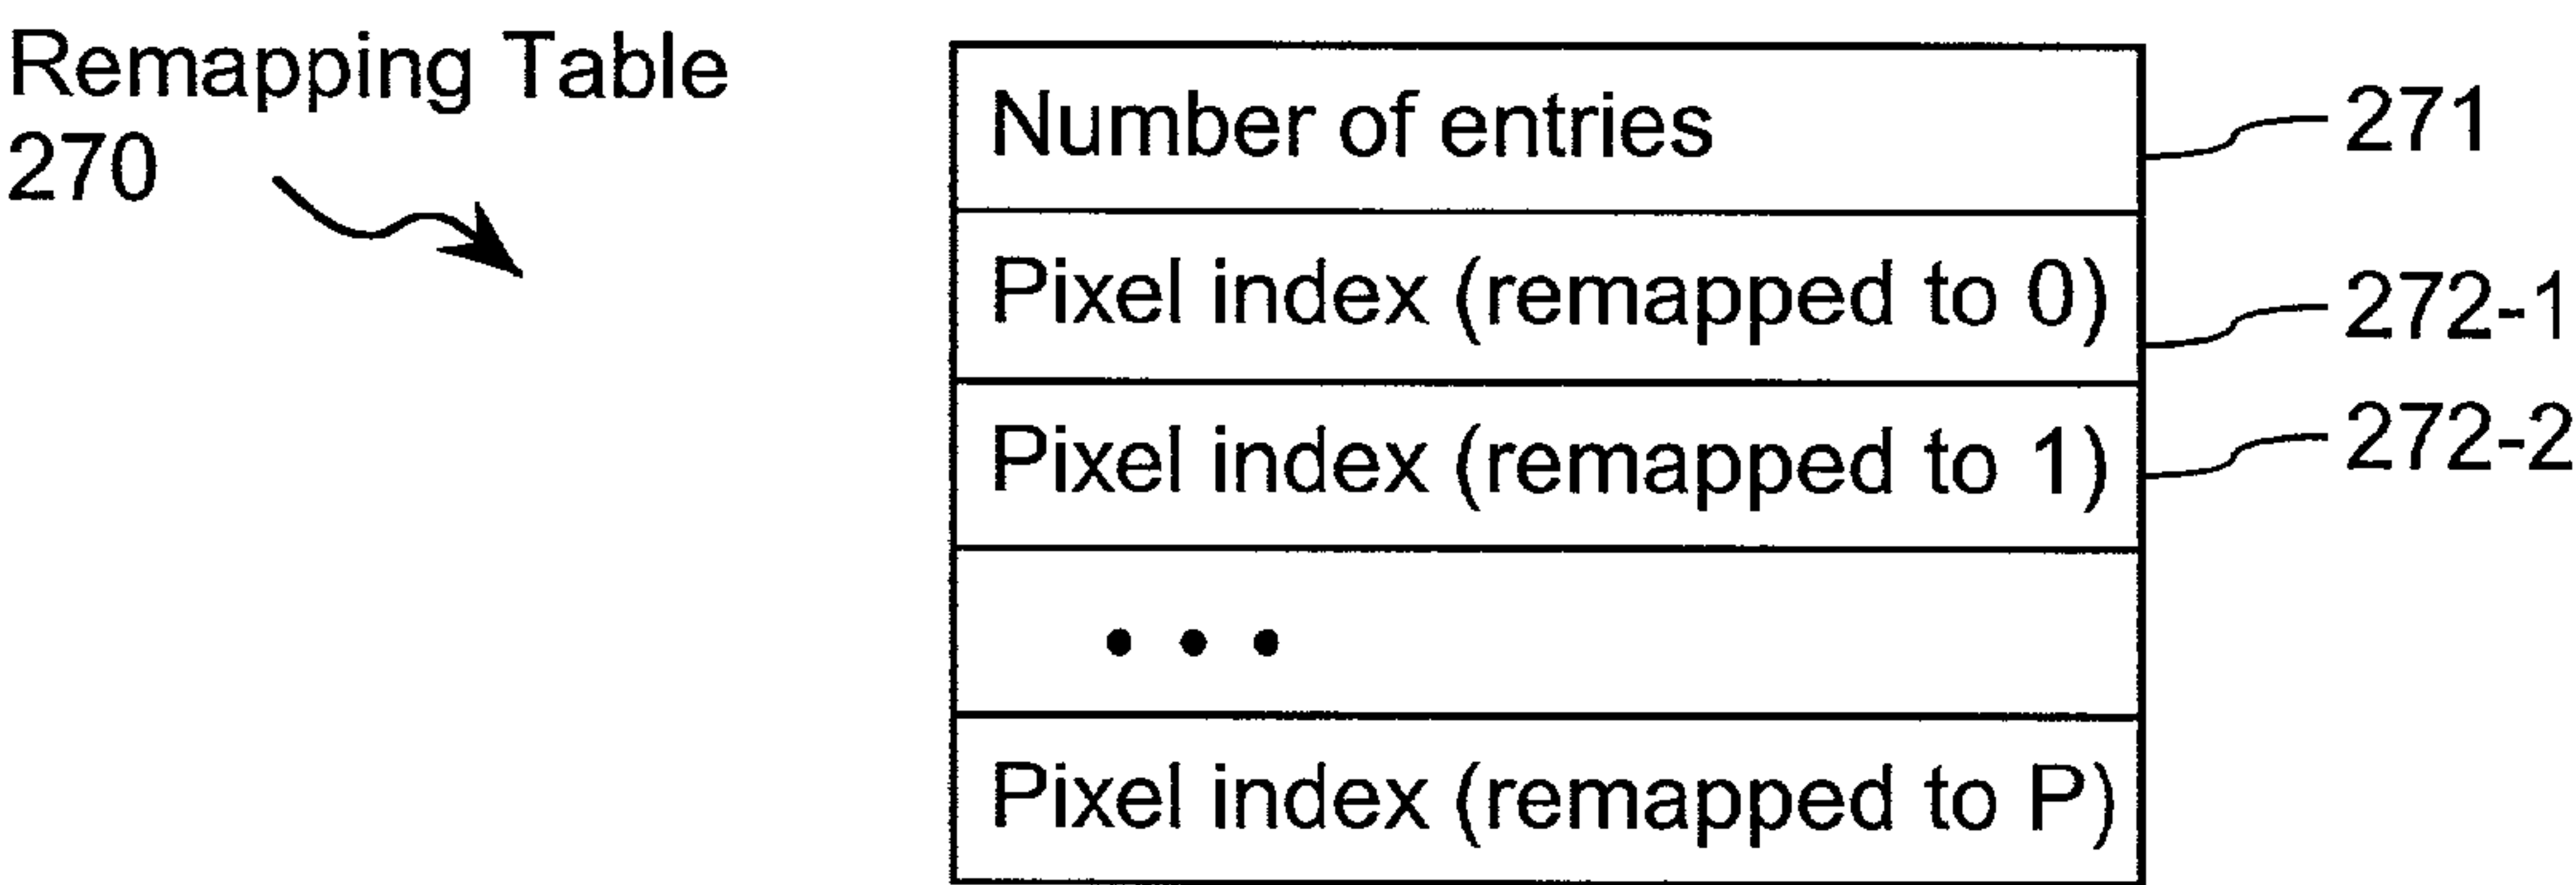 Remapping Table
270
Number of entries
271
Pixel index (remapped to 0)
272-1
Pixel index (remapped to 1)
272-2
• • •
Pixel index (remapped to P)